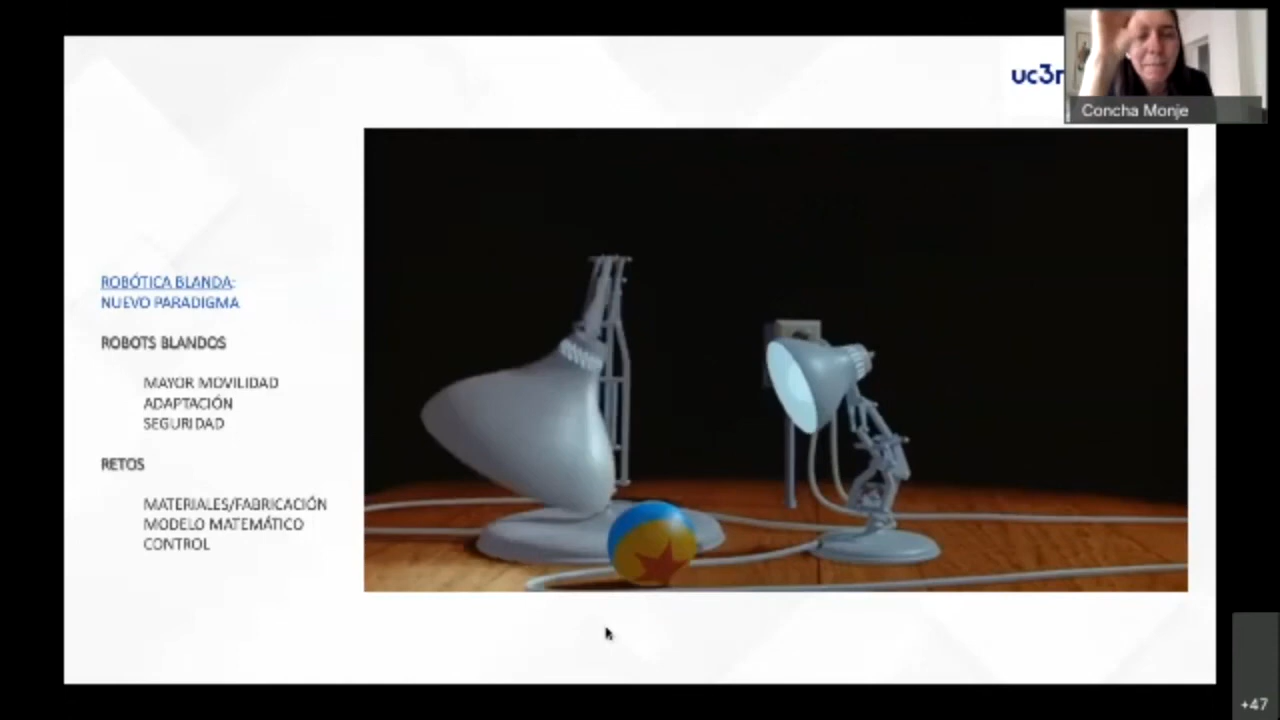 uc3m
Concha Monje
ROBÓTICA BLANDA:
NUEVO PARADIGMA
ROBOTS BLANDOS
MAYOR MOVILIDAD
ADAPTACIÓN
SEGURIDAD
RETOS
MATERIALES/FABRICACIÓN
MODELO MATEMÁTICO
CONTROL
+47